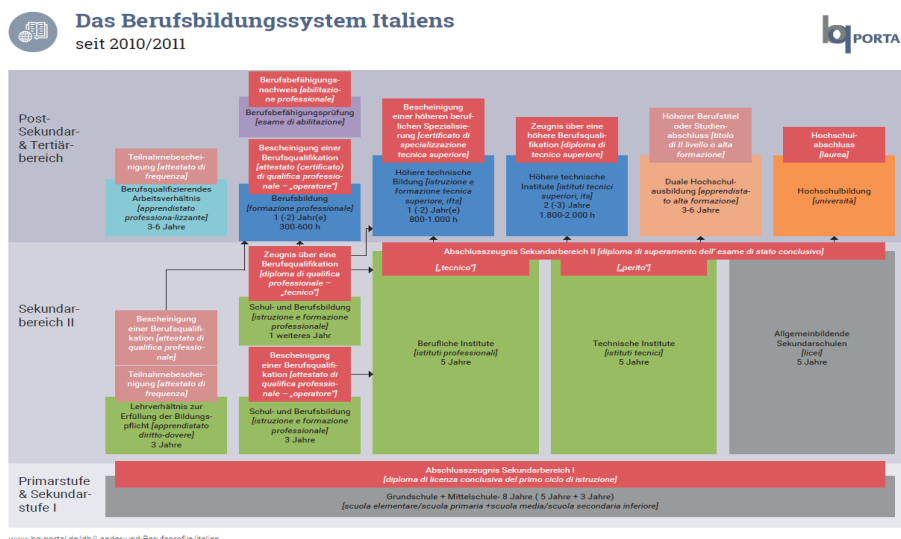 Das Berufsbildungssystem Italiens
seit 2010/2011
bq PORTA
Post-
Sekundar-
& Tertiär-
bereich
Teilnahmebeschei-
nigung [attestato di
frequenza]
Berufsqualifizierendes
Arbeitsverhältnis
[apprendistato
professiona-lizzante]
3-6 Jahre
Berufsbefähigungs-
nachweis [abilitazio-
ne professionale]
Berufsbefähigungsprüfung
[esame di abilitazione]
Bescheinigung einer
Berufsqualifikation
[attestato (certificato)
di qualifica professio-
nale – „operatore“]
Berufsbildung
[formazione professionale]
1 (-2) Jahr(e)
300-600 h
Bescheinigung
einer höheren beruf-
lichen Spezialisie-
rung [certificato di
specializzazione
tecnica superiore]
Höhere technische
Bildung [istruzione e
formazione tecnica
superiore, ifts]
1 (-2) Jahr(e)
800-1.000 h
Zeugnis über eine
höhere Berufsquali-
fikation [diploma di
tecnico superiore]
Höhere technische
Institute [istituti tecnici
superiori, its]
2 (-3) Jahre
1.800-2.000 h
Höherer Berufstitel
oder Studien-
abschluss [titolo
di II livello o alta
formazione]
Duale Hochschul-
ausbildung [apprendista-
to alta formazione]
3-6 Jahre
Hochschul-
abschluss
[laurea]
Hochschulbildung
[università]
Sekundar-
bereich II
Bescheinigung
einer Berufsqualifi-
kation [attestato di
qualifica professio-
nale]
Teilnahmebeschei-
nigung [attestato di
frequenza]
Lehrverhältnis zur
Erfüllung der Bildungs-
pflicht [apprendistato
diritto-dovere]
3 Jahre
Zeugnis über eine
Berufsqualifikation
[diploma di qualifica
professionale –
„tecnico“]
Schul- und Berufsbildung
[istruzione e formazione
professionale]
1 weiteres Jahr
Bescheinigung
einer Berufsqualifi-
kation [attestato di
qualifica professio-
nale – „operatore“]
Schul- und Berufsbildung
[istruzione e formazione
professionale]
3 Jahre
Abschlusszeugnis Sekundarbereich II [diploma di superamento dell' esame di stato conclusivo]
[„tecnico“]
[„perito“]
Berufliche Institute
[istituti professionali]
5 Jahre
Technische Institute
[istituti tecnici]
5 Jahre
Allgemeinbildende
Sekundarschulen
[licei]
5 Jahre
Primarstufe
& Sekundar-
stufe I
Abschlusszeugnis Sekundarbereich I
[diploma di licenza conclusiva del primo ciclo di istruzione]
Grundschule + Mittelschule- 8 Jahre ( 5 Jahre + 3 Jahre)
[scuola elementare/scuola primaria +scuola media/scuola secondaria inferiore]